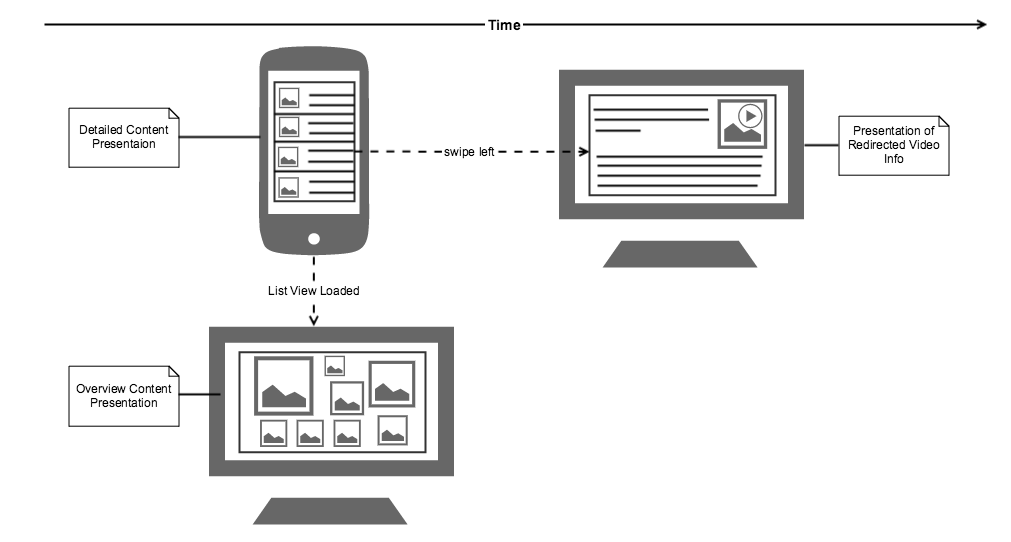 Time
Detailed Content
Presentaion
swipe left
Presentation of
Redirected Video
Info
List View Loaded
Overview Content
Presentation